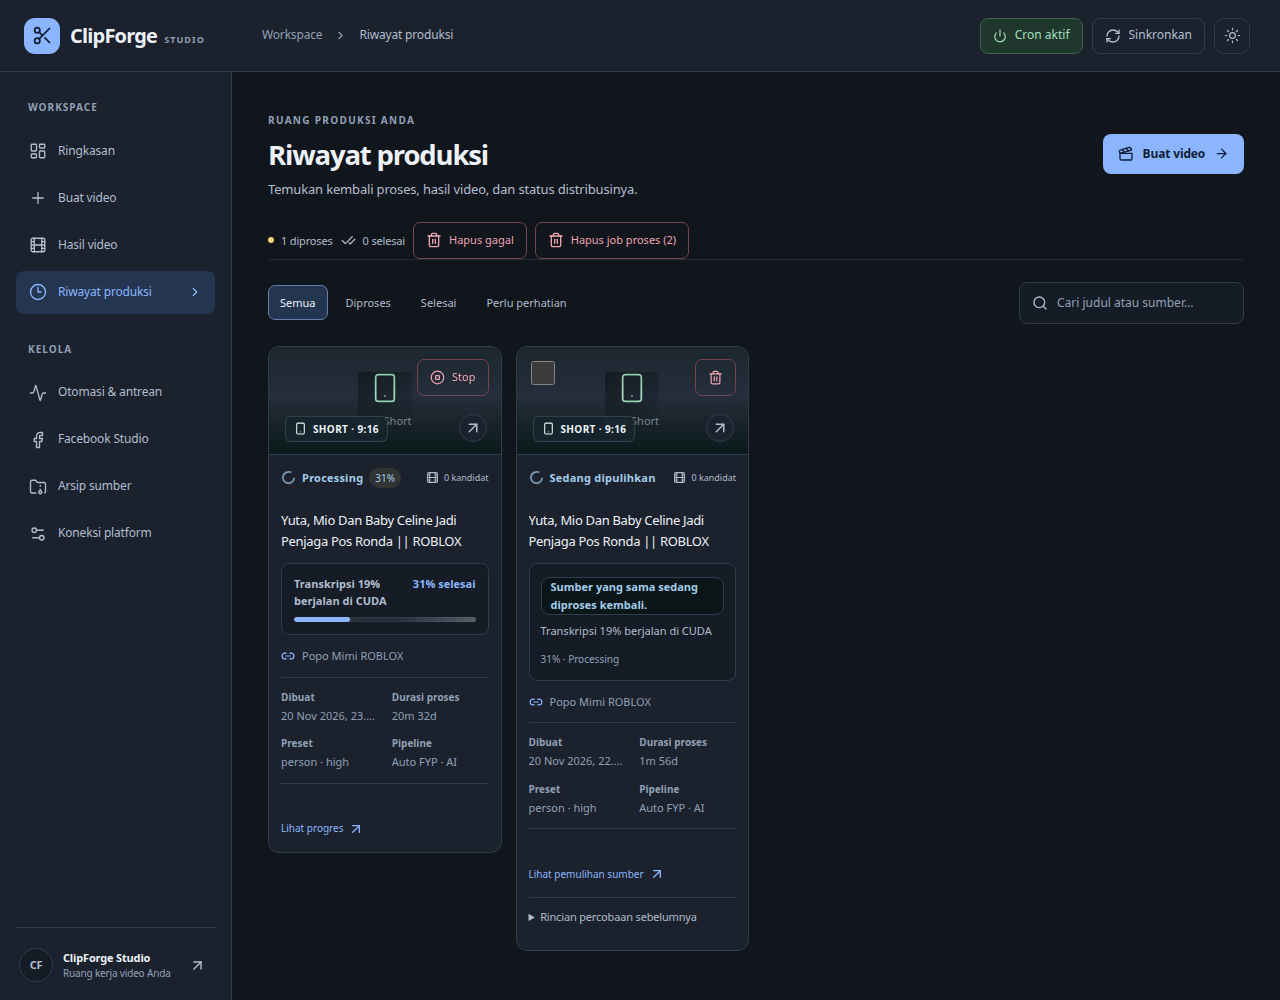 ClipForge STUDIO
Workspace
Riwayat produksi
Cron aktif
Sinkronkan
WORKSPACE
Ringkasan
Buat video
Hasil video
Riwayat produksi
KELOLA
Otomasi & antrean
Facebook Studio
Arsip sumber
Koneksi platform
CF
ClipForge Studio
Ruang kerja video Anda
RUANG PRODUKSI ANDA
Riwayat produksi
Temukan kembali proses, hasil video, dan status distribusinya.
Buat video
1 diproses
0 selesai
Hapus gagal
Hapus job proses (2)
Semua
Diproses
Selesai
Perlu perhatian
Cari judul atau sumber...
Stop
Short
SHORT · 9:16
Processing
31%
0 kandidat
Yuta, Mio Dan Baby Celine Jadi
Penjaga Pos Ronda || ROBLOX
Transkripsi 19%
berjalan di CUDA
31% selesai
Popo Mimi ROBLOX
Dibuat
Durasi proses
20 Nov 2026, 23....
20m 32d
Preset
Pipeline
person · high
Auto FYP · AI
Lihat progres
Short
SHORT · 9:16
Sedang dipulihkan
0 kandidat
Yuta, Mio Dan Baby Celine Jadi
Penjaga Pos Ronda || ROBLOX
Sumber yang sama sedang
diproses kembali.
Transkripsi 19% berjalan di CUDA
31% · Processing
Popo Mimi ROBLOX
Dibuat
Durasi proses
20 Nov 2026, 22....
1m 56d
Preset
Pipeline
person · high
Auto FYP · AI
Lihat pemulihan sumber
Rincian percobaan sebelumnya